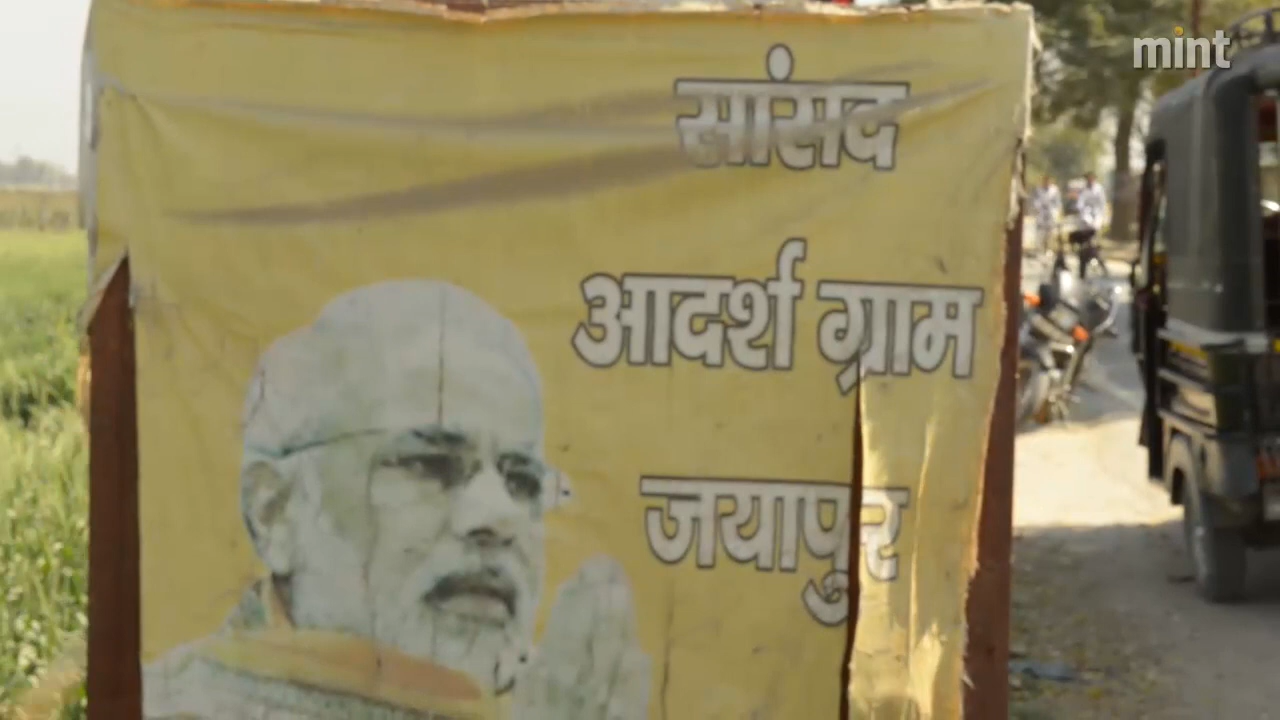 mint
सांसद
आदर्श ग्राम
जयापुर